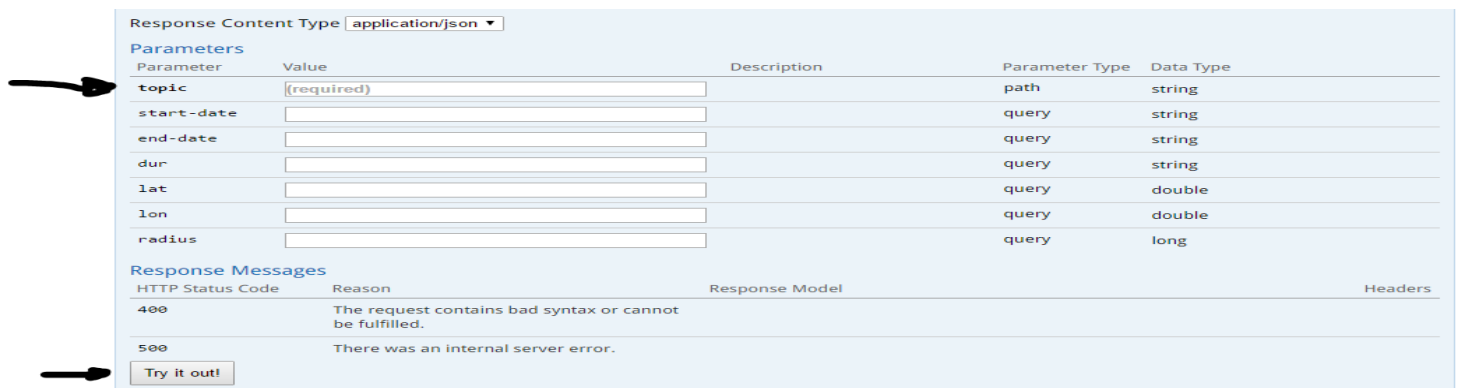 Response Content Type application/json
Parameters
Parameter Value Description Parameter Type Data Type
topic (required) path string
start-date query string
end-date query string
dur query string
lat query double
lon query double
radius query long
Response Messages
HTTP Status Code Reason Response Model Headers
400 The request contains bad syntax or cannot
be fulfilled.
500 There was an internal server error.
Try it out!